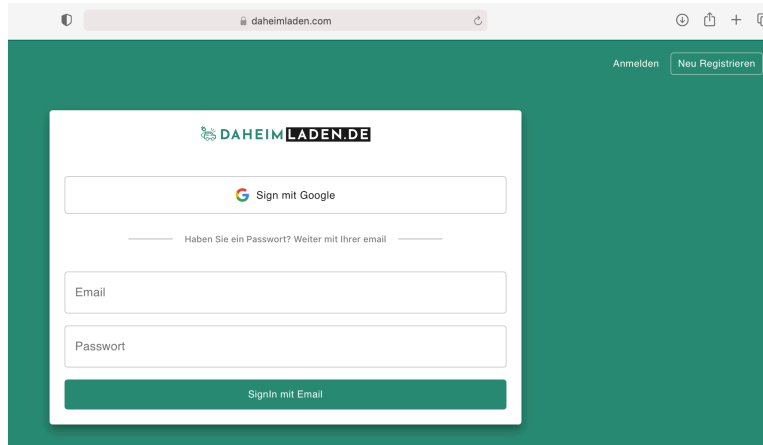 daheimladen.com
Anmelden Neu Registrieren
DAHEIMLADEN.DE
Sign mit Google
Haben Sie ein Passwort? Weiter mit Ihrer email
Email
Passwort
SignIn mit Email